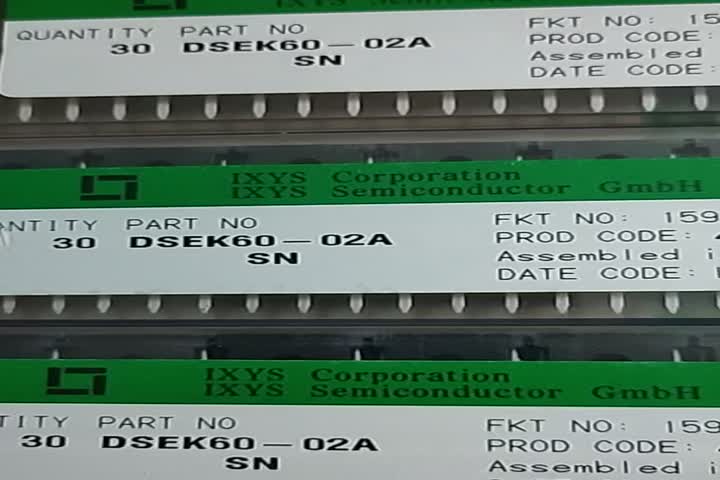 QUANTITY PART NO FKT NO: 15
30 DSEK60-02A PROD CODE:
SN Assembled
DATE CODE:
IXYS Corporation
IXYS Semiconductor GmbH
NTITY PART NO FKT NO: 159
30 DSEK60-02A PROD CODE:
SN Assembled i
DATE CODE:
IXYS Corporation
IXYS Semiconductor GmbH
TITY PART NO FKT NO: 159
30 DSEK60-02A PROD CODE:
SN Assembled i